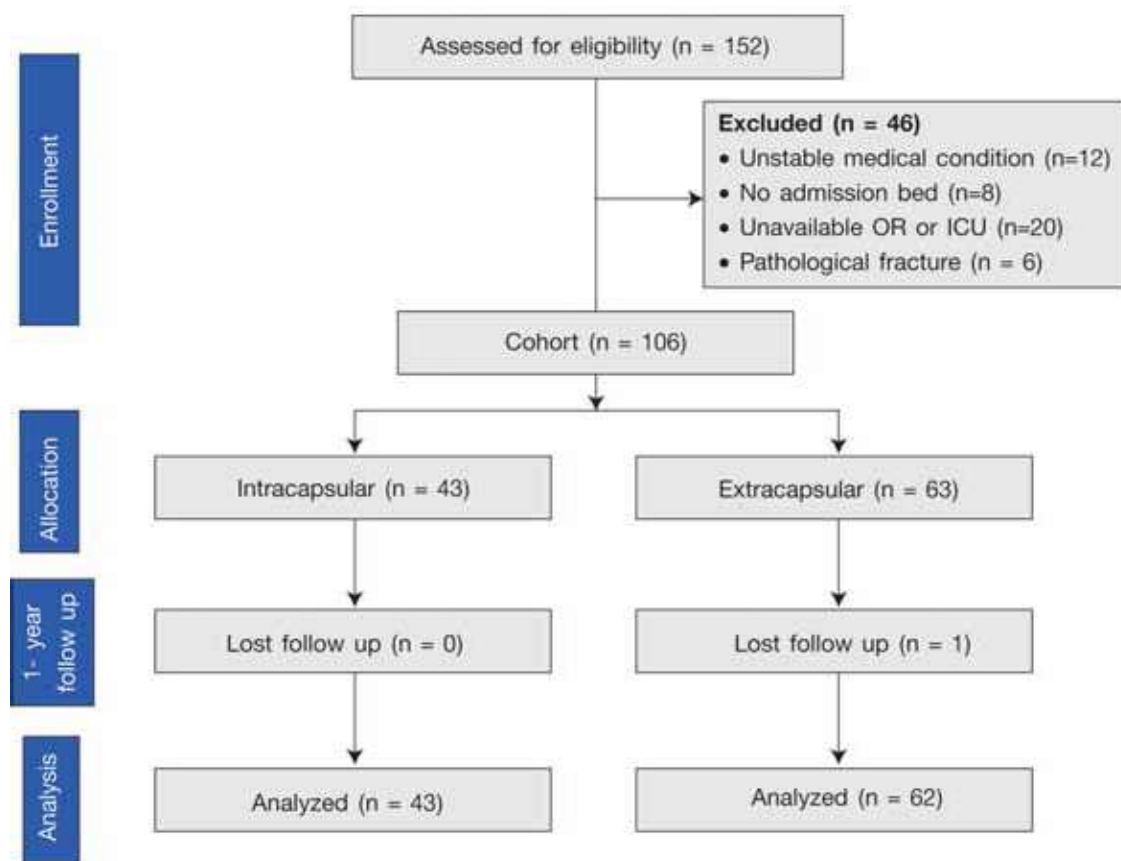 Enrollment
Assessed for eligibility (n = 152)
Excluded (n = 46)
• Unstable medical condition (n=12)
• No admission bed (n=8)
• Unavailable OR or ICU (n=20)
• Pathological fracture (n = 6)
Cohort (n = 106)
Allocation
Intracapsular (n = 43)
Extracapsular (n = 63)
1- year
follow up
Lost follow up (n = 0)
Lost follow up (n = 1)
Analysis
Analyzed (n = 43)
Analyzed (n = 62)